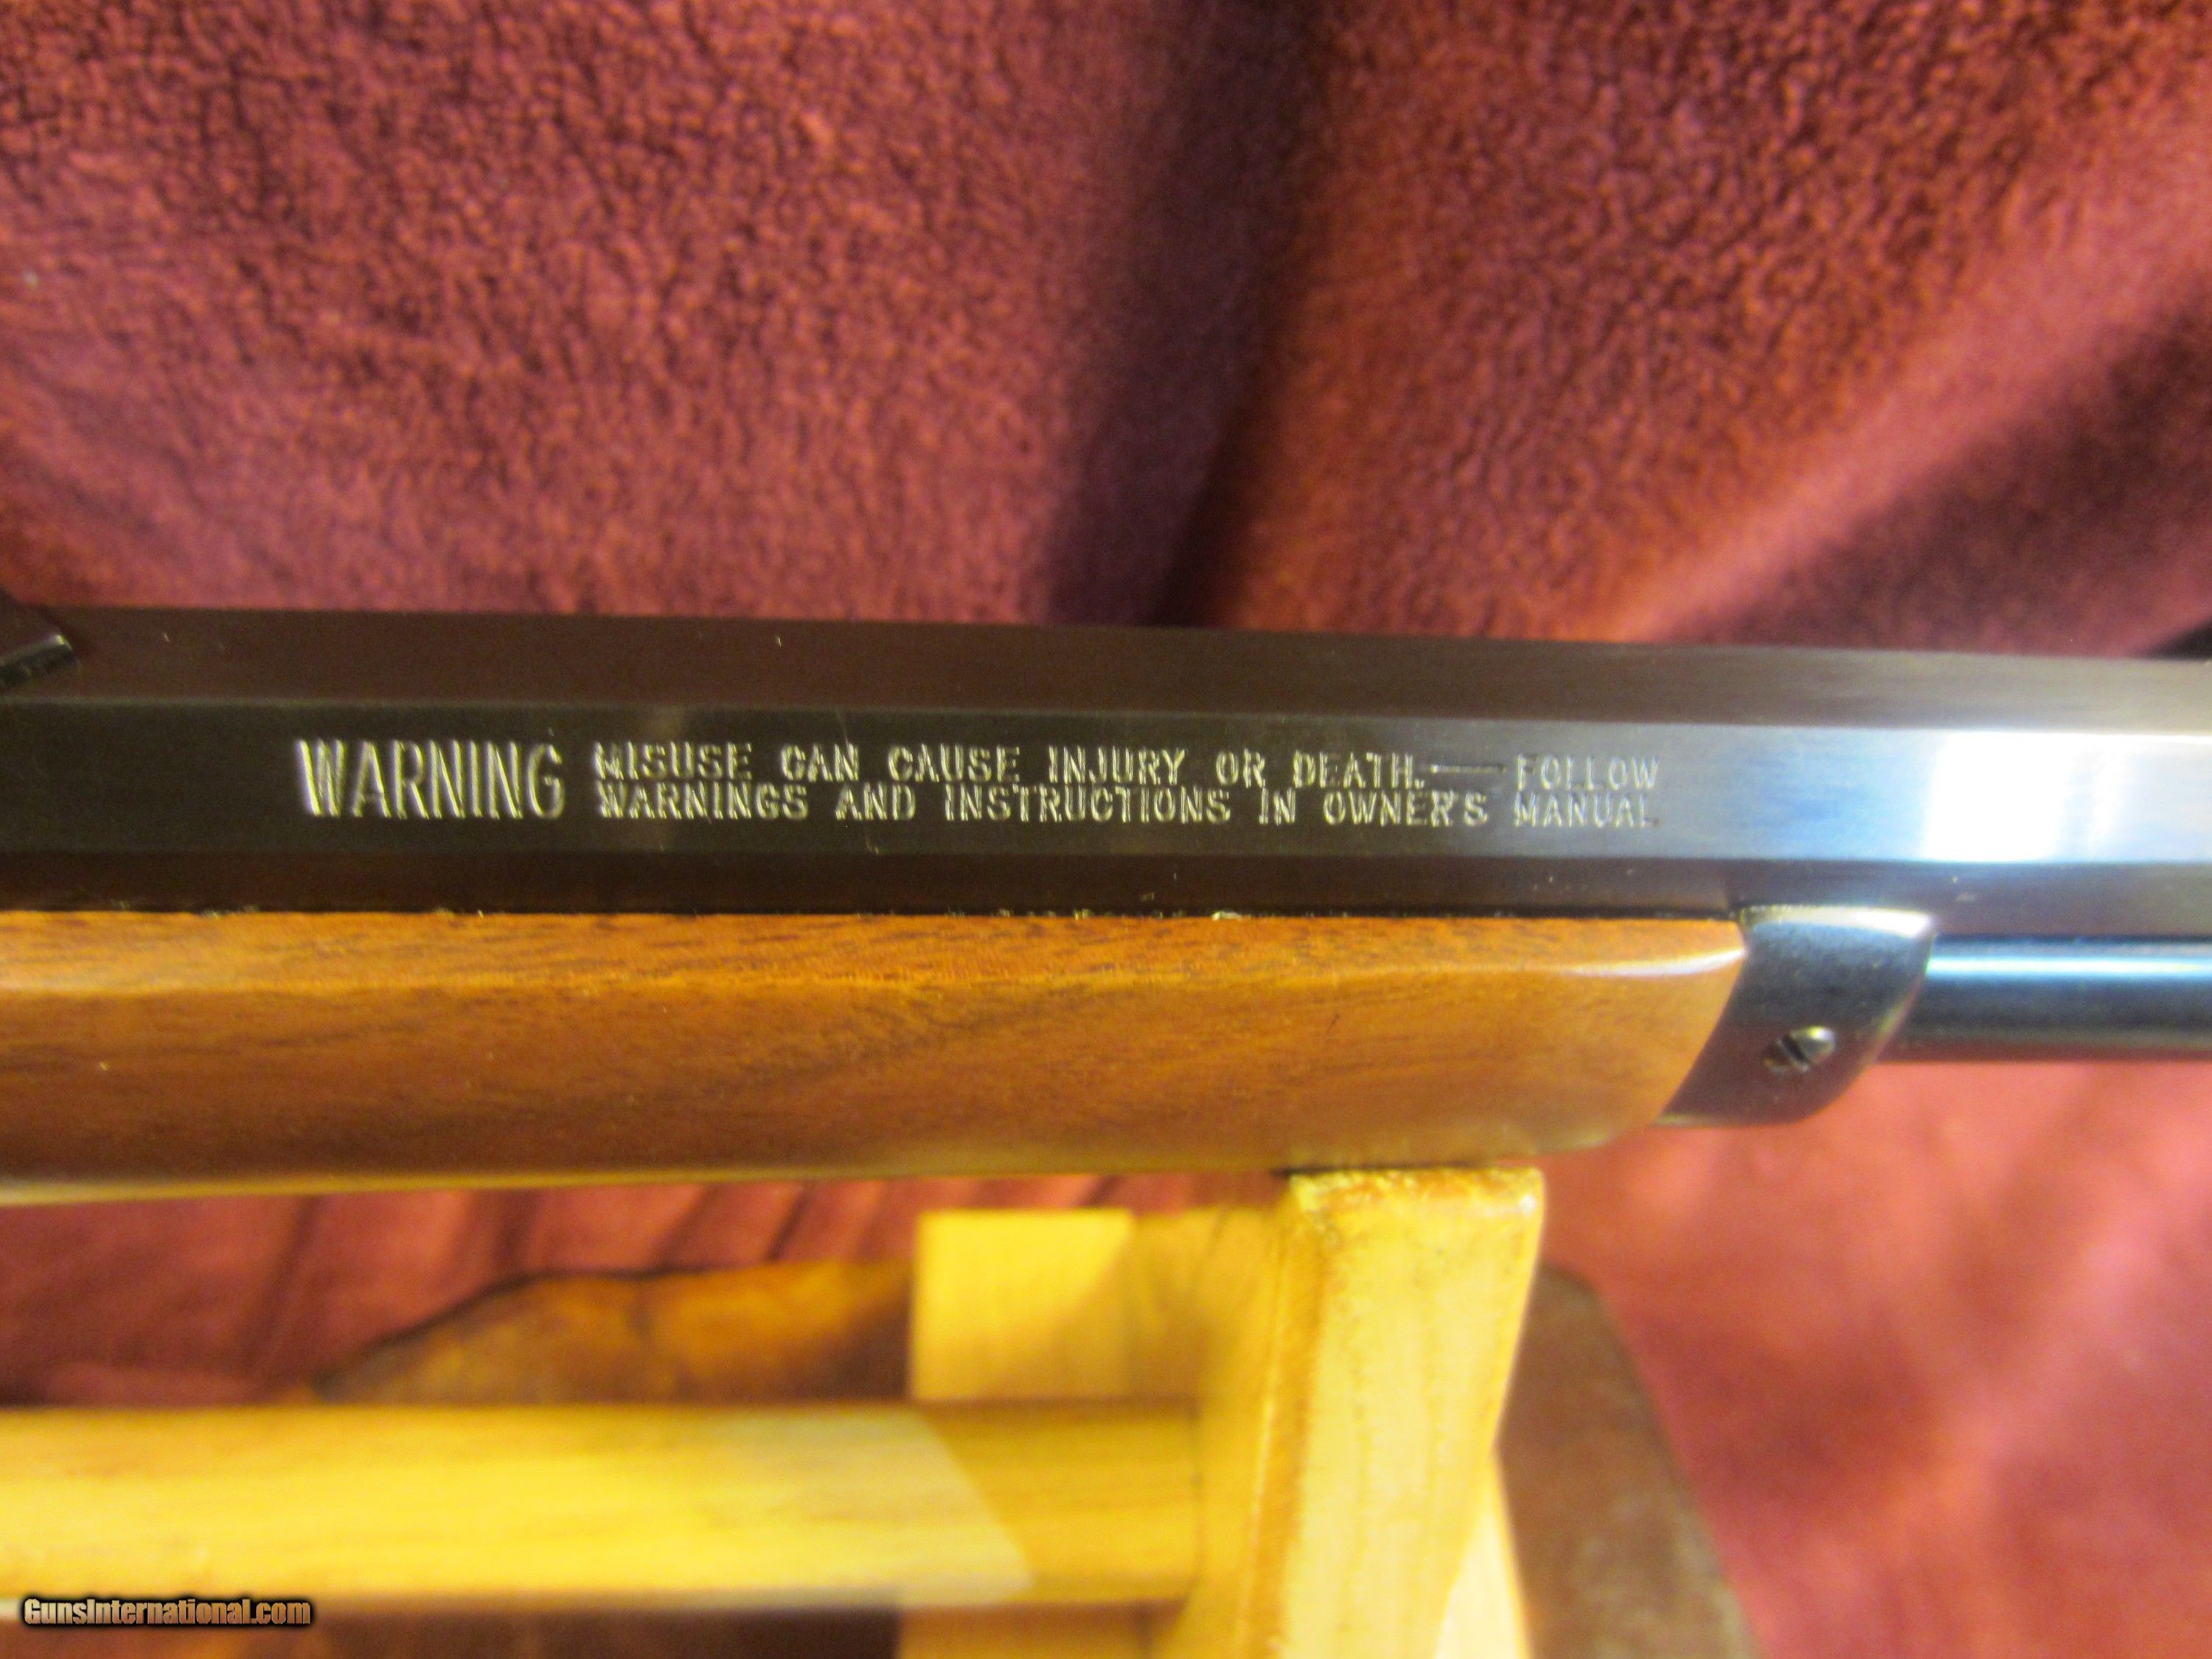 WARNING MISUSE CAN CAUSE INJURY OR DEATH.—FOLLOW
WARNINGS AND INSTRUCTIONS IN OWNER'S MANUAL
GunsInternational.com